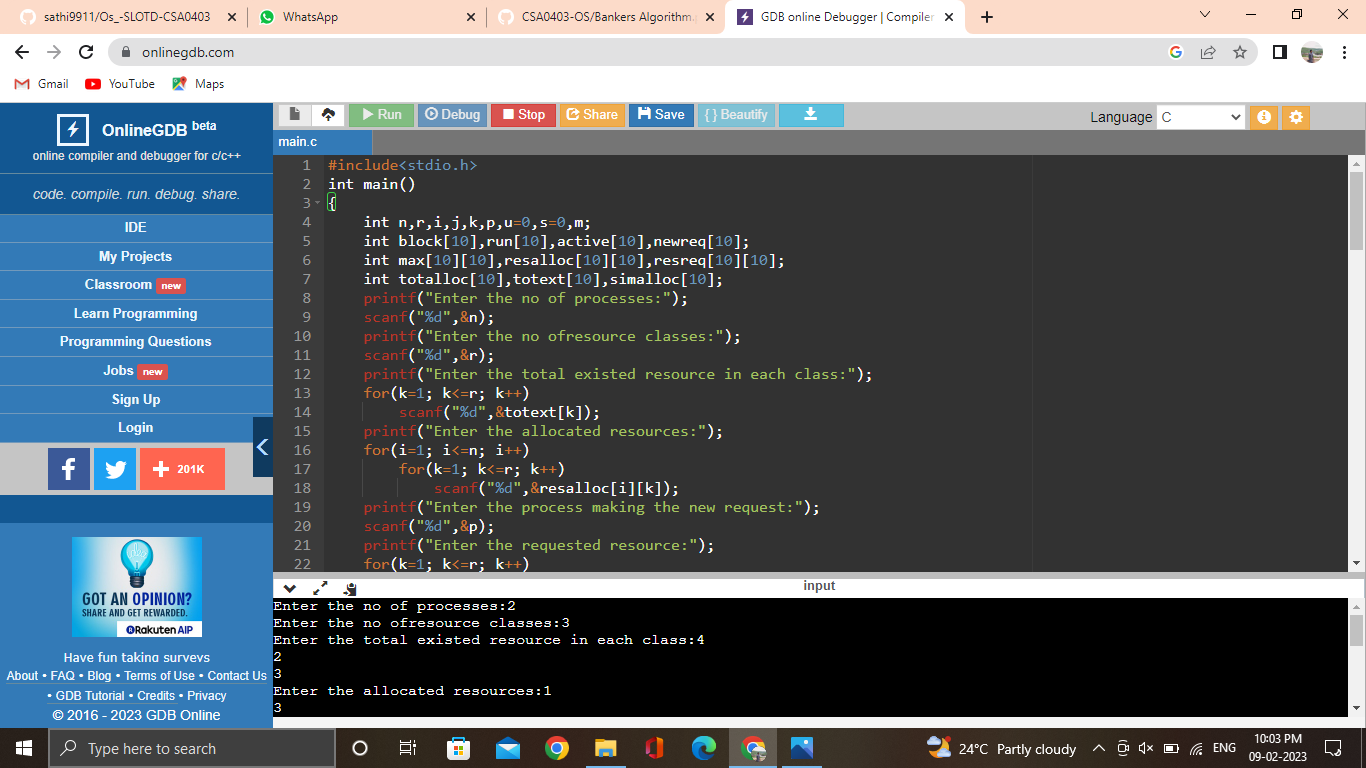 sathi9911/Os_-SLOTD-CSA0403
WhatsApp
CSA0403-OS/Bankers Algorithm.
GDB online Debugger | Compiler
onlinegdb.com
Gmail
YouTube
Maps
OnlineGDB beta
online compiler and debugger for c/c++
code. compile. run. debug. share.
IDE
My Projects
Classroom new
Learn Programming
Programming Questions
Jobs new
Sign Up
Login
201K
GOT AN OPINION?
SHARE AND GET REWARDED.
Rakuten AIP
Have fun taking surveys
About • FAQ • Blog • Terms of Use • Contact Us
• GDB Tutorial • Credits • Privacy
© 2016 - 2023 GDB Online
Run Debug Stop Share Save {} Beautify
Language C
main.c
1 #include<stdio.h>
2 int main()
3 {
4 int n,r,i,j,k,p,u=0,s=0,m;
5 int block[10],run[10],active[10],newreq[10];
6 int max[10][10],resalloc[10][10],resreq[10][10];
7 int totalloc[10],totext[10],simalloc[10];
8 printf("Enter the no of processes:");
9 scanf("%d",&n);
10 printf("Enter the no ofresource classes:");
11 scanf("%d",&r);
12 printf("Enter the total existed resource in each class:");
13 for(k=1; k<=r; k++)
14 scanf("%d",&totext[k]);
15 printf("Enter the allocated resources:");
16 for(i=1; i<=n; i++)
17 for(k=1; k<=r; k++)
18 scanf("%d",&resalloc[i][k]);
19 printf("Enter the process making the new request:");
20 scanf("%d",&p);
21 printf("Enter the requested resource:");
22 for(k=1; k<=r; k++)
input
Enter the no of processes:2
Enter the no ofresource classes:3
Enter the total existed resource in each class:4
2
3
Enter the allocated resources:1
3
Type here to search
24°C Partly cloudy
ENG
10:03 PM
09-02-2023